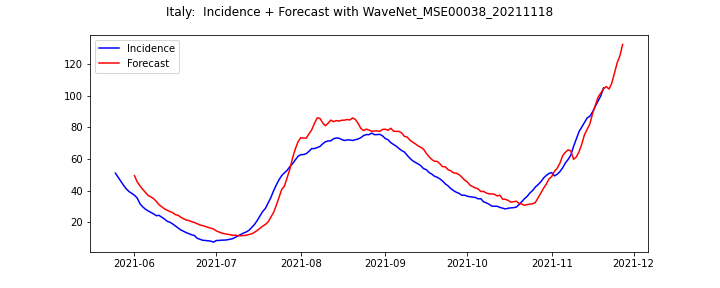 Italy:  Incidence + Forecast with WaveNet_MSE00038_20211118
Incidence
Forecast
120
100
80
60
40
20
2021-06 2021-07 2021-08 2021-09 2021-10 2021-11 2021-12